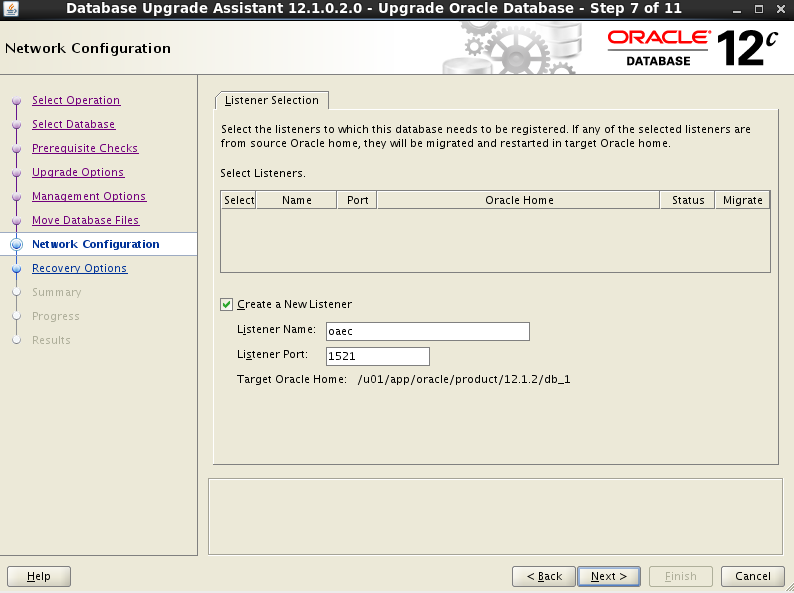 Database Upgrade Assistant 12.1.0.2.0 - Upgrade Oracle Database - Step 7 of 11
Network Configuration
ORACLE
DATABASE
12c
Select Operation
Select Database
Prerequisite Checks
Upgrade Options
Management Options
Move Database Files
Network Configuration
Recovery Options
Summary
Progress
Results
Listener Selection
Select the listeners to which this database needs to be registered. If any of the selected listeners are
from source Oracle home, they will be migrated and restarted in target Oracle home.
Select Listeners.
Select Name Port Oracle Home Status Migrate
Create a New Listener
Listener Name: oaec
Listener Port: 1521
Target Oracle Home: /u01/app/oracle/product/12.1.2/db_1
Help
< Back
Next >
Finish
Cancel